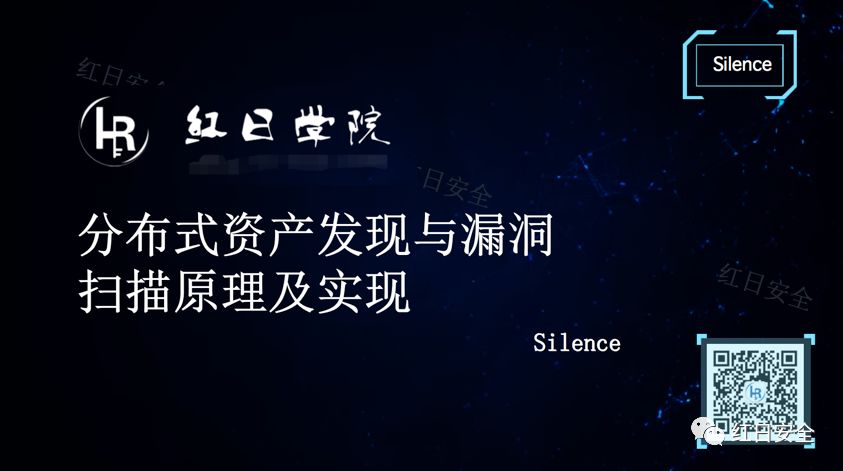 Silence
红日安全
HR
红日学院
红日安全
分布式资产发现与漏洞
扫描原理及实现
红日安全
Silence
HR
红日安全